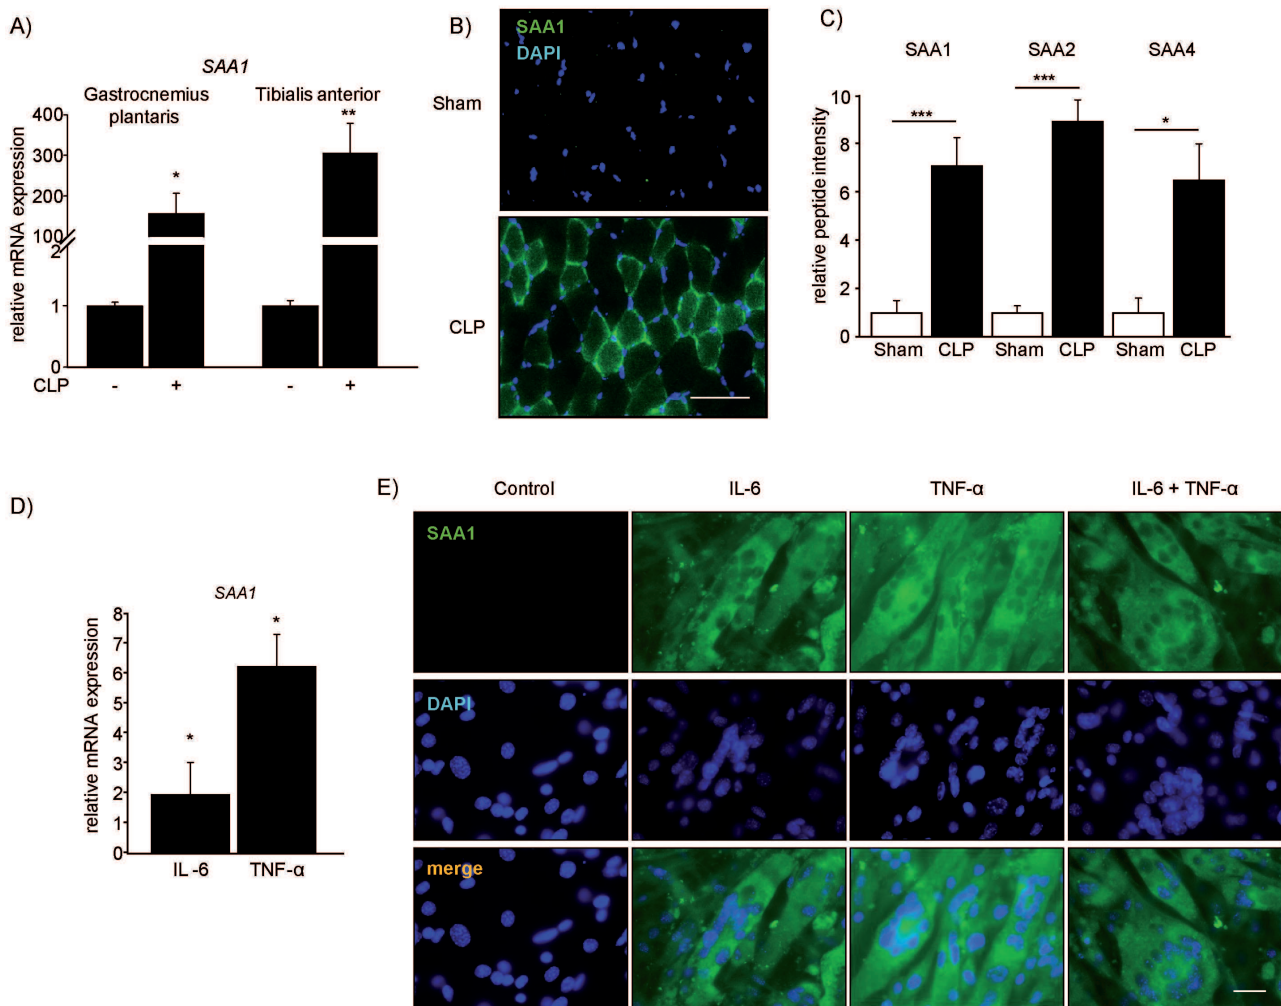 A)
SAA1
Gastrocnemius plantaris
Tibialis anterior
relative mRNA expression
400
300
200
100
2
1
0
*
**
CLP
-
+
-
+
B)
SAA1
DAPI
Sham
CLP
C)
SAA1
SAA2
SAA4
relative peptide intensity
10
8
6
4
2
0
***
***
*
Sham
CLP
Sham
CLP
Sham
CLP
D)
SAA1
relative mRNA expression
8
7
6
5
4
3
2
1
0
*
*
IL -6
TNF-α
E)
Control
IL-6
TNF-α
IL-6 + TNF-α
SAA1
DAPI
merge